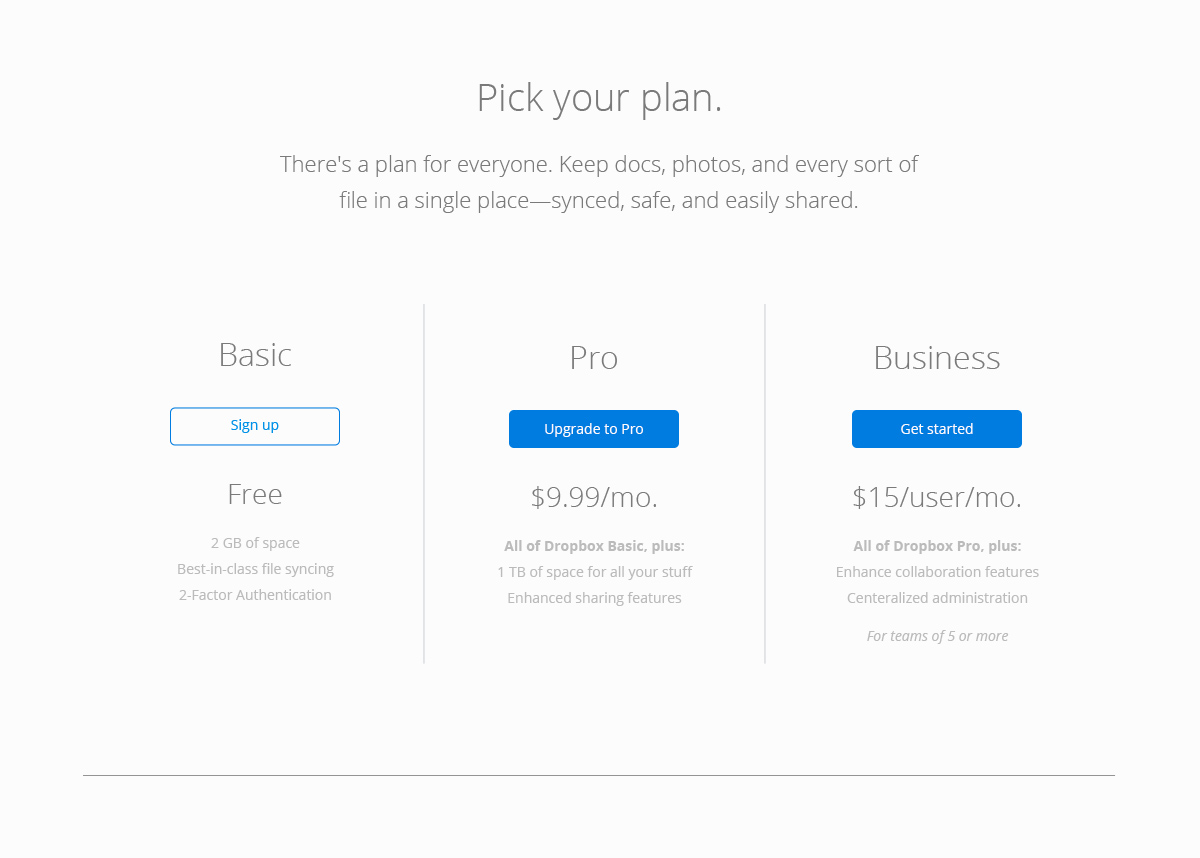 Pick your plan.
There's a plan for everyone. Keep docs, photos, and every sort of
file in a single place—synced, safe, and easily shared.
Basic
Sign up
Free
2 GB of space
Best-in-class file syncing
2-Factor Authentication
Pro
Upgrade to Pro
$9.99/mo.
All of Dropbox Basic, plus:
1 TB of space for all your stuff
Enhanced sharing features
Business
Get started
$15/user/mo.
All of Dropbox Pro, plus:
Enhance collaboration features
Centeralized administration
For teams of 5 or more